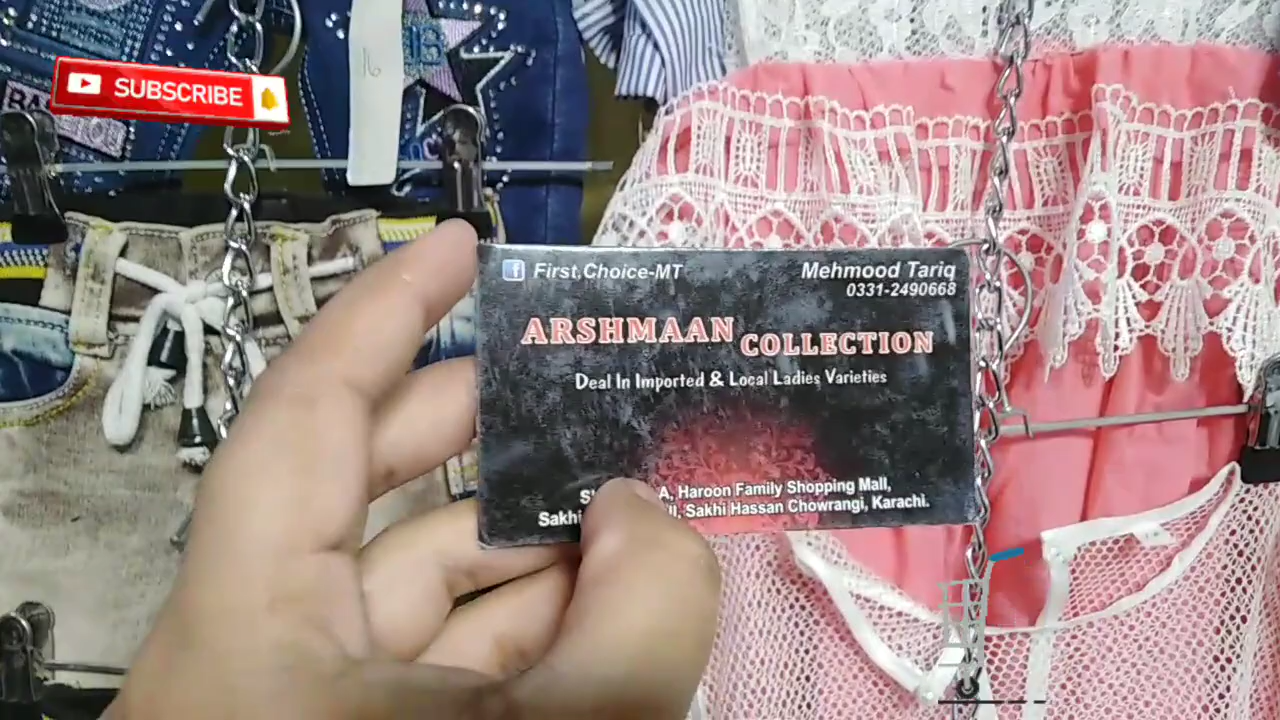 SUBSCRIBE
16
First,Choice-MT
Mehmood Tariq
0331-2490668
ARSHMAAN COLLECTION
Deal In Imported & Local Ladies Varieties
A, Haroon Family Shopping Mall,
Sakhi Hassan Chowrangi, Karachi.